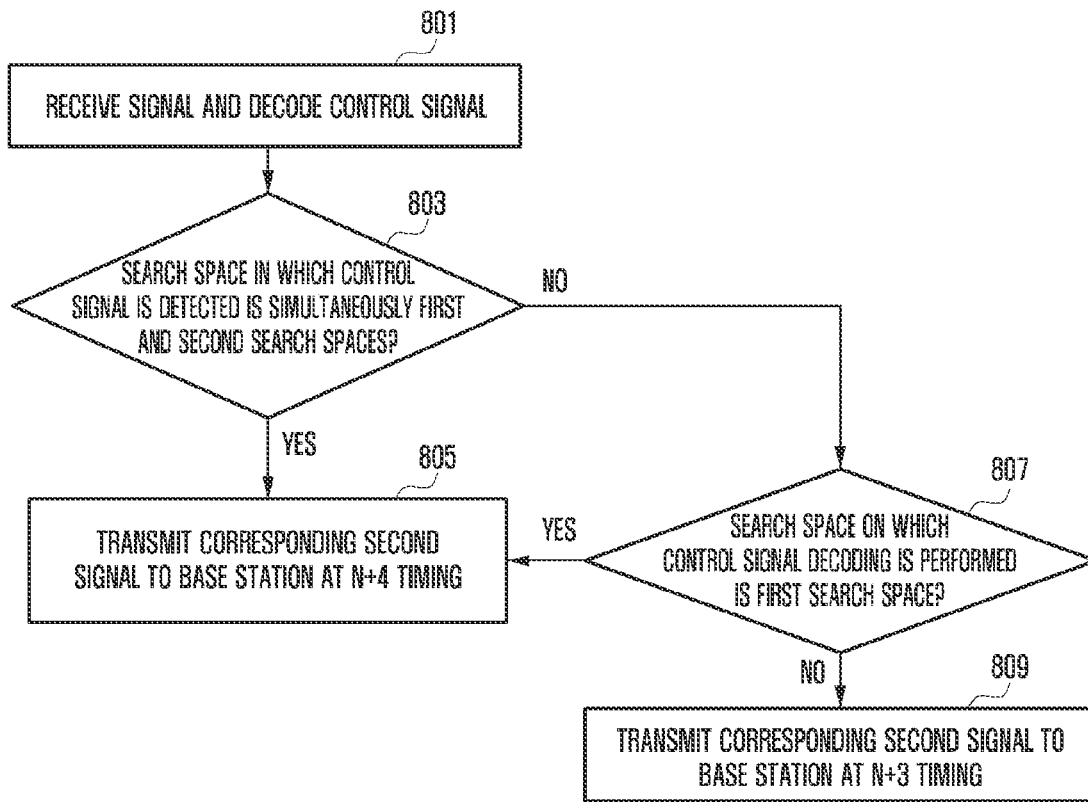 801
RECEIVE SIGNAL AND DECODE CONTROL SIGNAL
803
SEARCH SPACE IN WHICH CONTROL
SIGNAL IS DETECTED IS SIMULTANEOUSLY FIRST
AND SECOND SEARCH SPACES?
NO
YES
805
TRANSMIT CORRESPONDING SECOND
SIGNAL TO BASE STATION AT N+4 TIMING
807
YES
SEARCH SPACE ON WHICH
CONTROL SIGNAL DECODING IS PERFORMED
IS FIRST SEARCH SPACE?
NO
809
TRANSMIT CORRESPONDING SECOND SIGNAL TO
BASE STATION AT N+3 TIMING